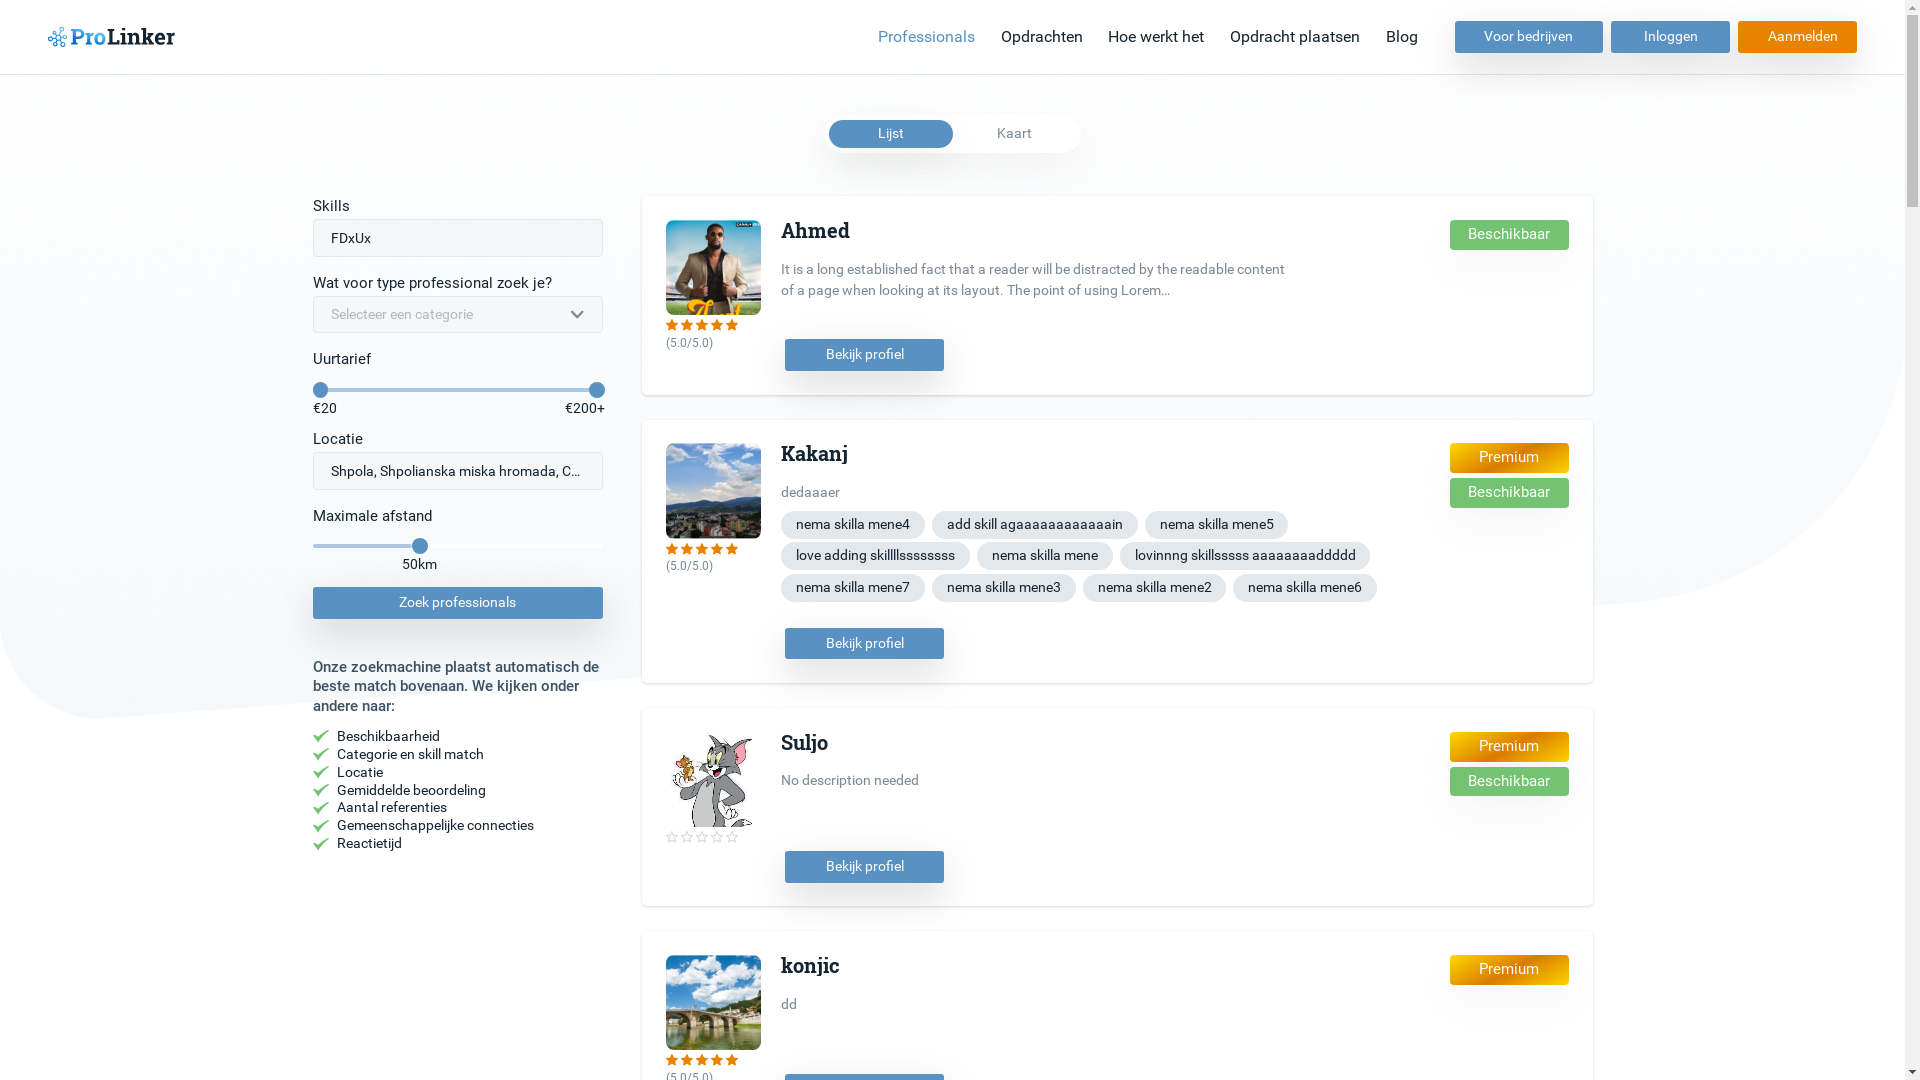 ProLinker
Professionals
Opdrachten
Hoe werkt het
Opdracht plaatsen
Blog
Voor bedrijven
Inloggen
Aanmelden
Lijst
Kaart
Skills
FDxUx
Wat voor type professional zoek je?
Selecteer een categorie
Uurtarief
€20
€200+
Locatie
Shpola, Shpolianska miska hromada, C...
Maximale afstand
50km
Zoek professionals
Onze zoekmachine plaatst automatisch de
beste match bovenaan. We kijken onder
andere naar:
Beschikbaarheid
Categorie en skill match
Locatie
Gemiddelde beoordeling
Aantal referenties
Gemeenschappelijke connecties
Reactietijd
Ahmed
Beschikbaar
It is a long established fact that a reader will be distracted by the readable content
of a page when looking at its layout. The point of using Lorem...
(5.0/5.0)
Bekijk profiel
Kakanj
Premium
Beschikbaar
dedaaaer
nema skilla mene4
add skill agaaaaaaaaaaain
nema skilla mene5
love adding skillllssssssss
nema skilla mene
lovinnng skillsssss aaaaaaaaddddd
nema skilla mene7
nema skilla mene3
nema skilla mene2
nema skilla mene6
(5.0/5.0)
Bekijk profiel
Suljo
Premium
Beschikbaar
No description needed
Bekijk profiel
konjic
Premium
dd
(5.0/5.0)